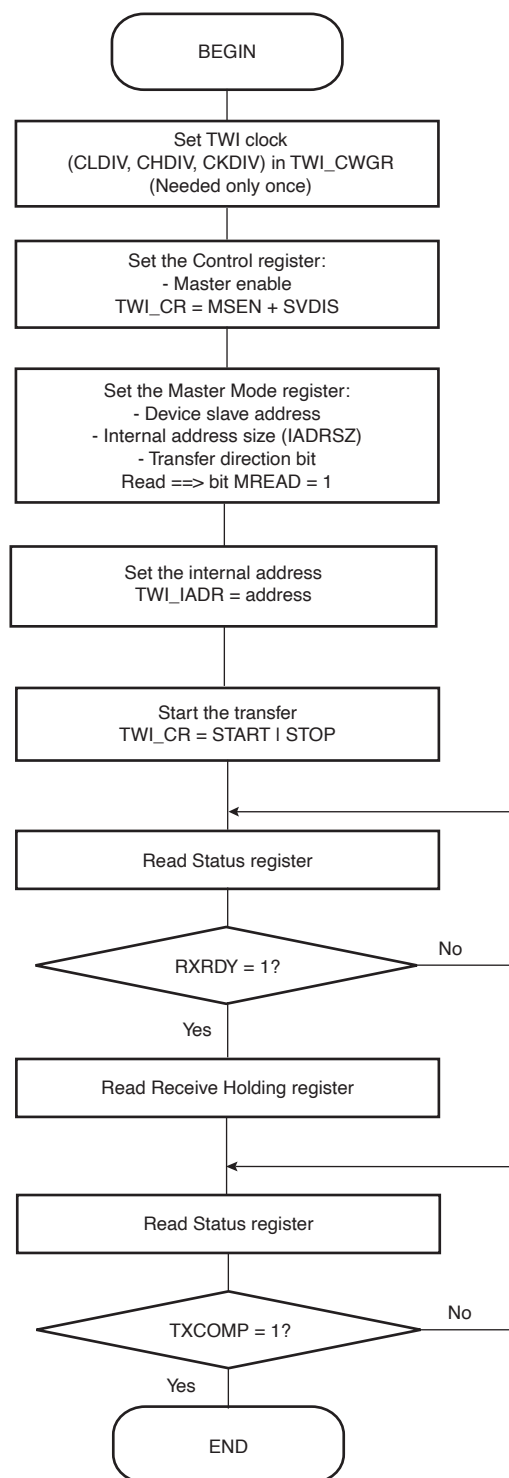 BEGIN
Set TWI clock
(CLDIV, CHDIV, CKDIV) in TWI_CWGR
(Needed only once)
Set the Control register:
- Master enable
TWI_CR = MSEN + SVDIS
Set the Master Mode register:
- Device slave address
- Internal address size (IADRSZ)
- Transfer direction bit
Read ==> bit MREAD = 1
Set the internal address
TWI_IADR = address
Start the transfer
TWI_CR = START | STOP
Read Status register
RXRDY = 1?
No
Yes
Read Receive Holding register
Read Status register
TXCOMP = 1?
No
Yes
END